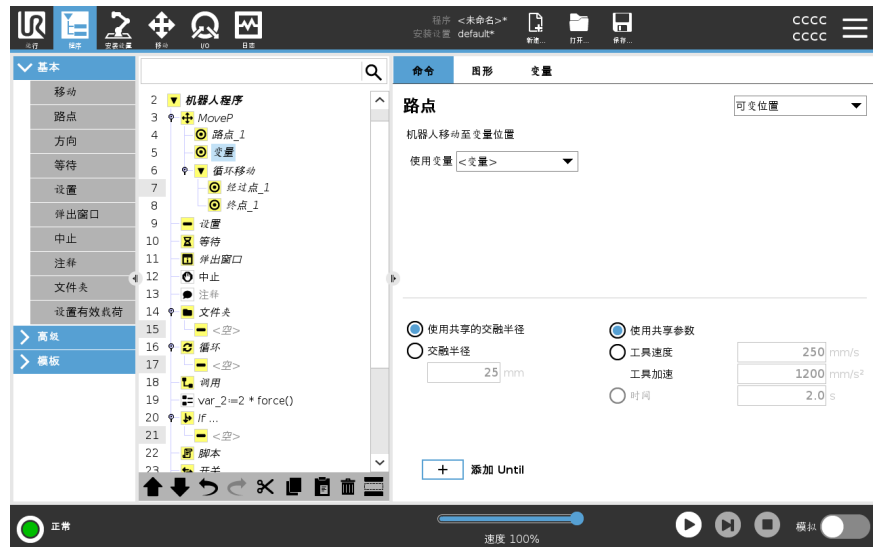 UR
运行
程序
安装设置
移动
I/O
日志
程序 <未命名>*
安装设置 default*
新建...
打开...
保存...
cccc
cccc
基本
移动
路点
方向
等待
设置
弹出窗口
中止
注释
文件夹
设置有效载荷
高级
模板
2 机器人程序
3 MoveP
4 路点_1
5 变量
6 循环移动
7 经过点_1
8 终点_1
9 设置
10 等待
11 弹出窗口
12 中止
13 注释
14 文件夹
15 <空>
16 循环
17 <空>
18 调用
19 var_2:=2 * force()
20 If ...
21 <空>
22 脚本
23 开关
命令 图形 变量
路点
可变位置
机器人移动至变量位置
使用变量 <变量>
使用共享的交融半径
交融半径
25 mm
使用共享参数
工具速度 250 mm/s
工具加速 1200 mm/s²
时间 2.0 s
+ 添加 Until
正常
速度 100%
模拟